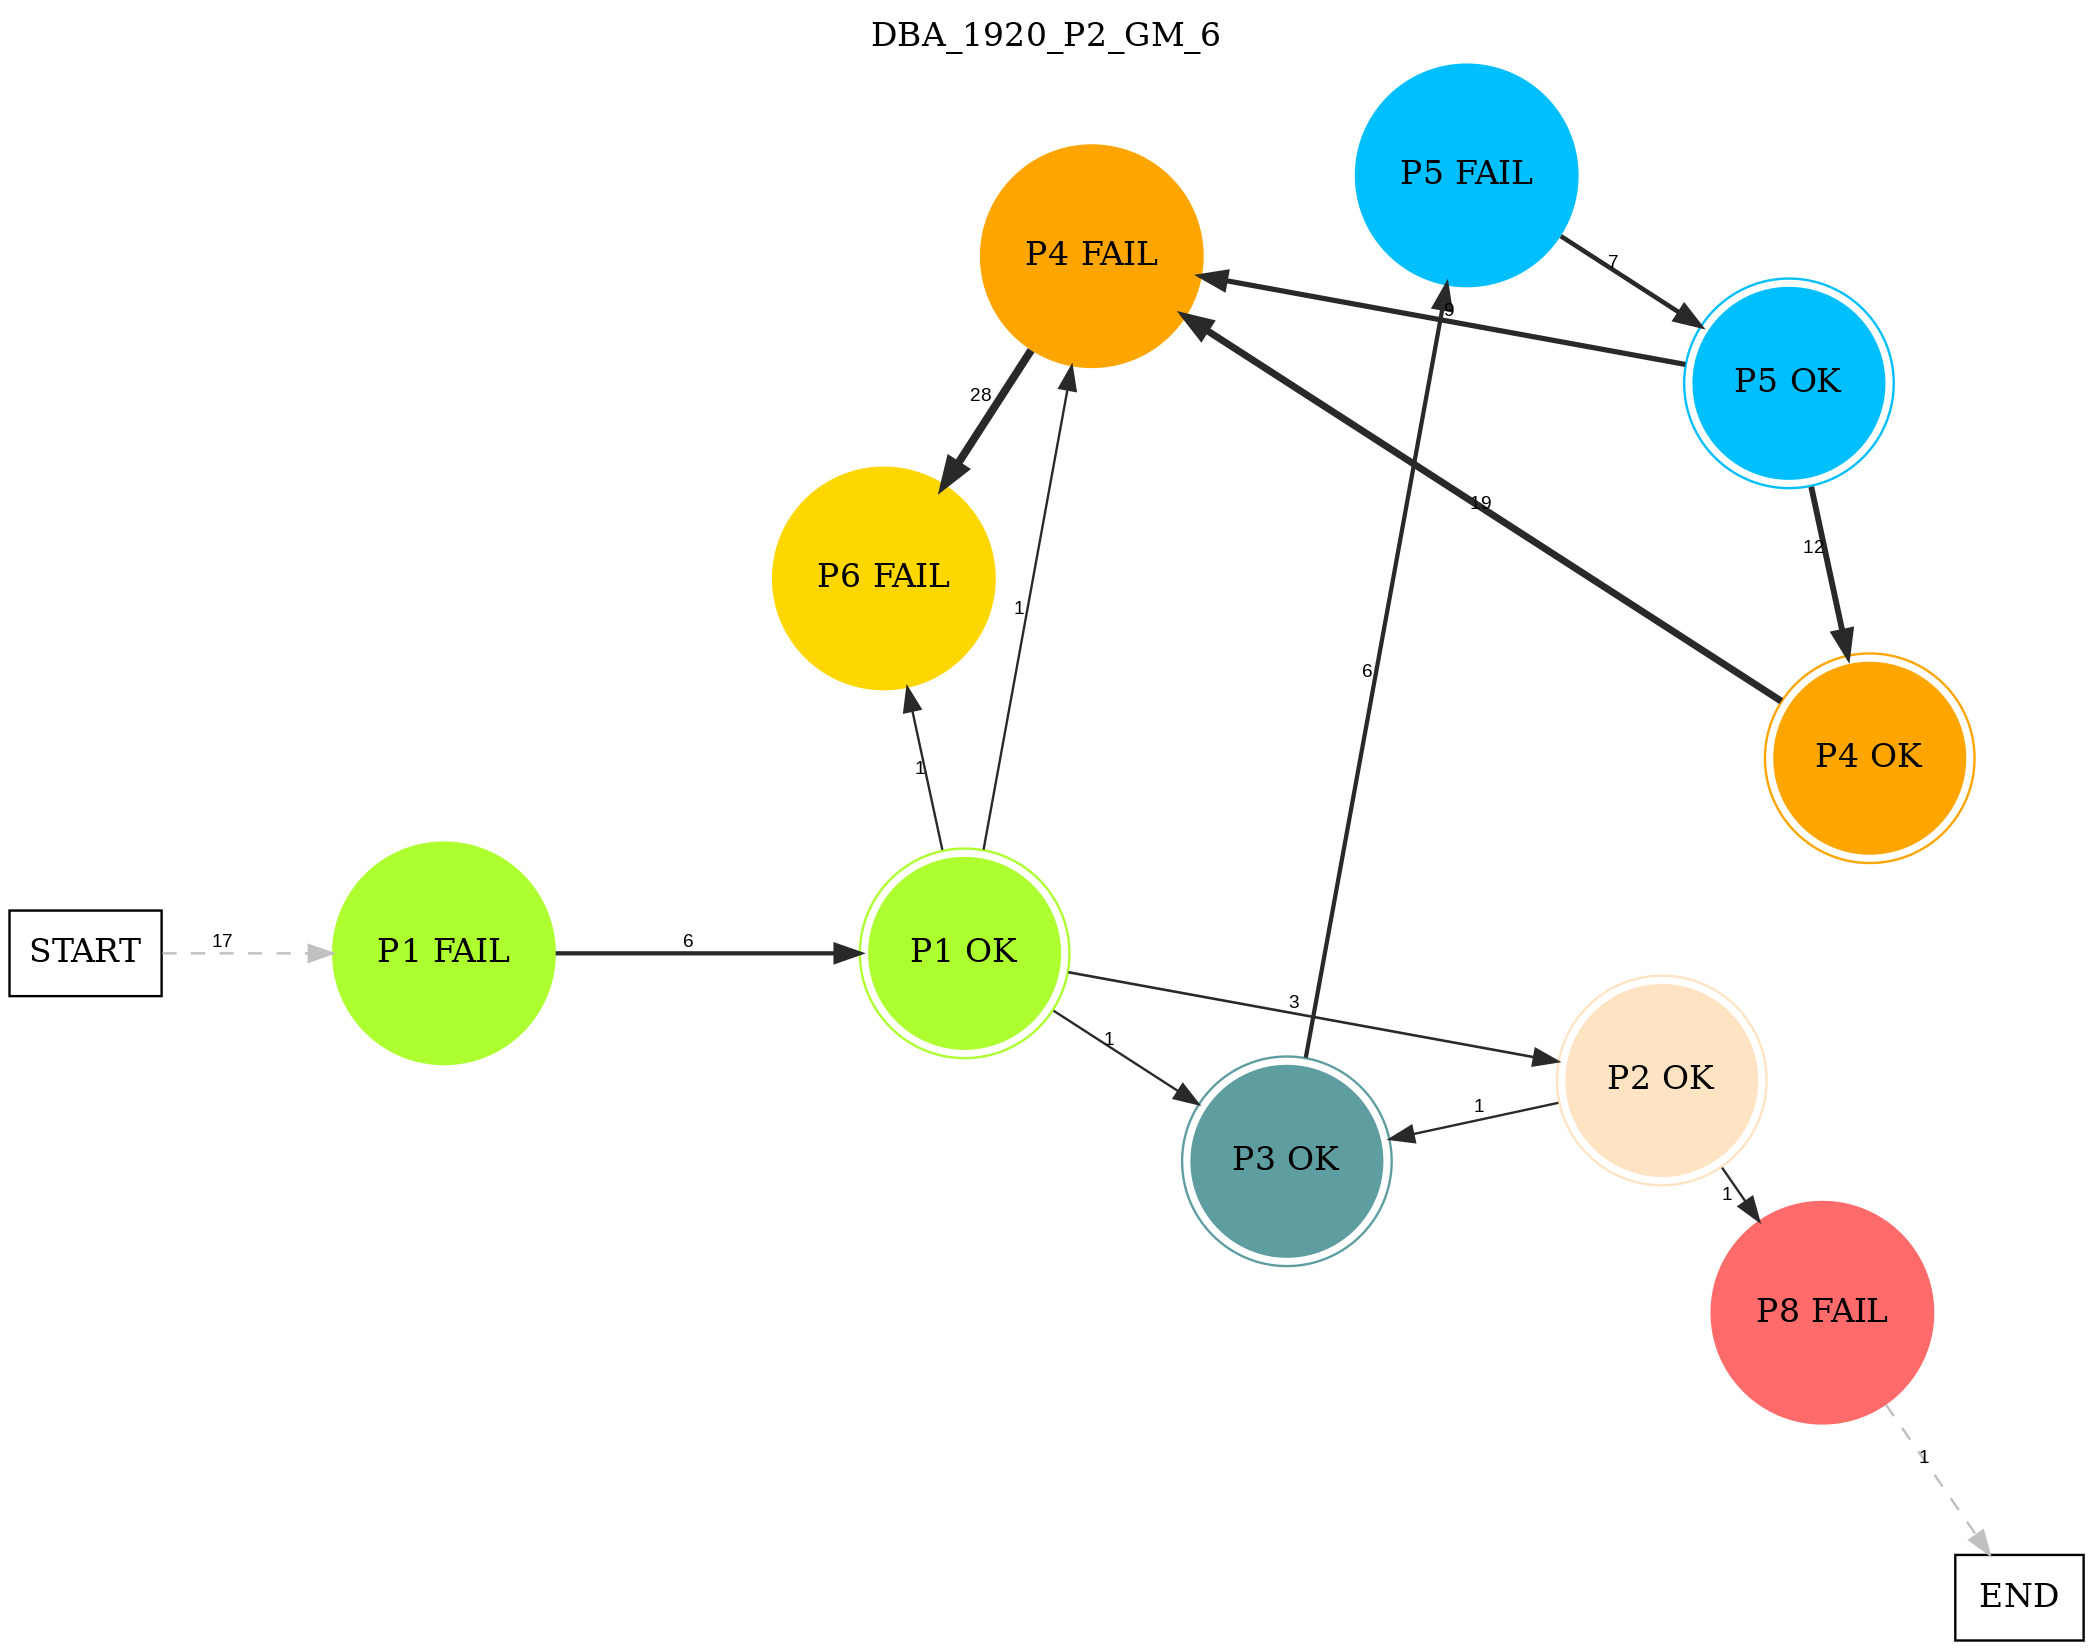 DBA_1920_P2_GM_6
P5 FAIL
P4 FAIL
7
9
P5 OK
28
19
12
P6 FAIL
1
6
P4 OK
1
17
6
START
P1 FAIL
P1 OK
3
1
P2 OK
1
P3 OK
1
P8 FAIL
1
END